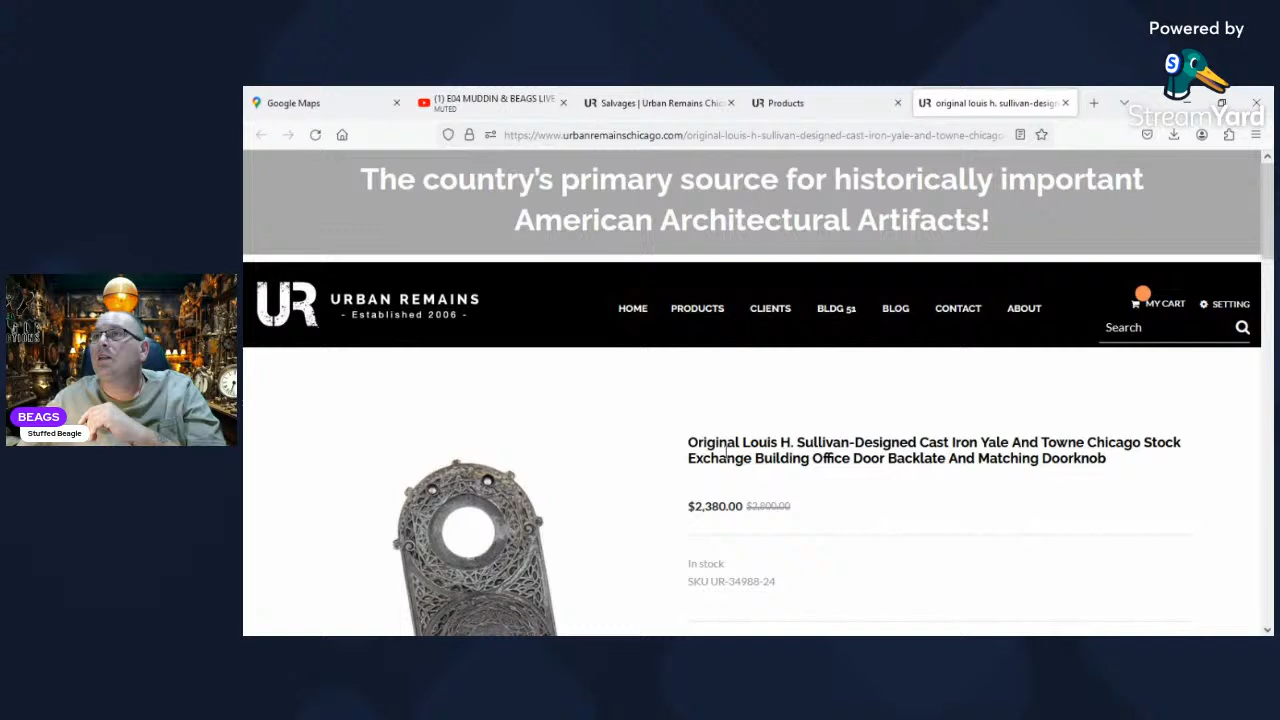 Powered by
S
StreamYard
Google Maps
(1) E04 MUDDIN & BEAGS LIVE
MUTED
UR Salvages | Urban Remains Chic
UR Products
UR original louis h. sullivan-design
https://www.urbanremainschicago.com/original-louis-h-sullivan-designed-cast-iron-yale-and-towne-chicago
The country's primary source for historically important
American Architectural Artifacts!
UR
URBAN REMAINS
- Established 2006 -
HOME
PRODUCTS
CLIENTS
BLDG 51
BLOG
CONTACT
ABOUT
MY CART
SETTING
Search
Original Louis H. Sullivan-Designed Cast Iron Yale And Towne Chicago Stock
Exchange Building Office Door Backlate And Matching Doorknob
$2,380.00 $2,800.00
In stock
SKU UR-34988-24
BEAGS
Stuffed Beagle